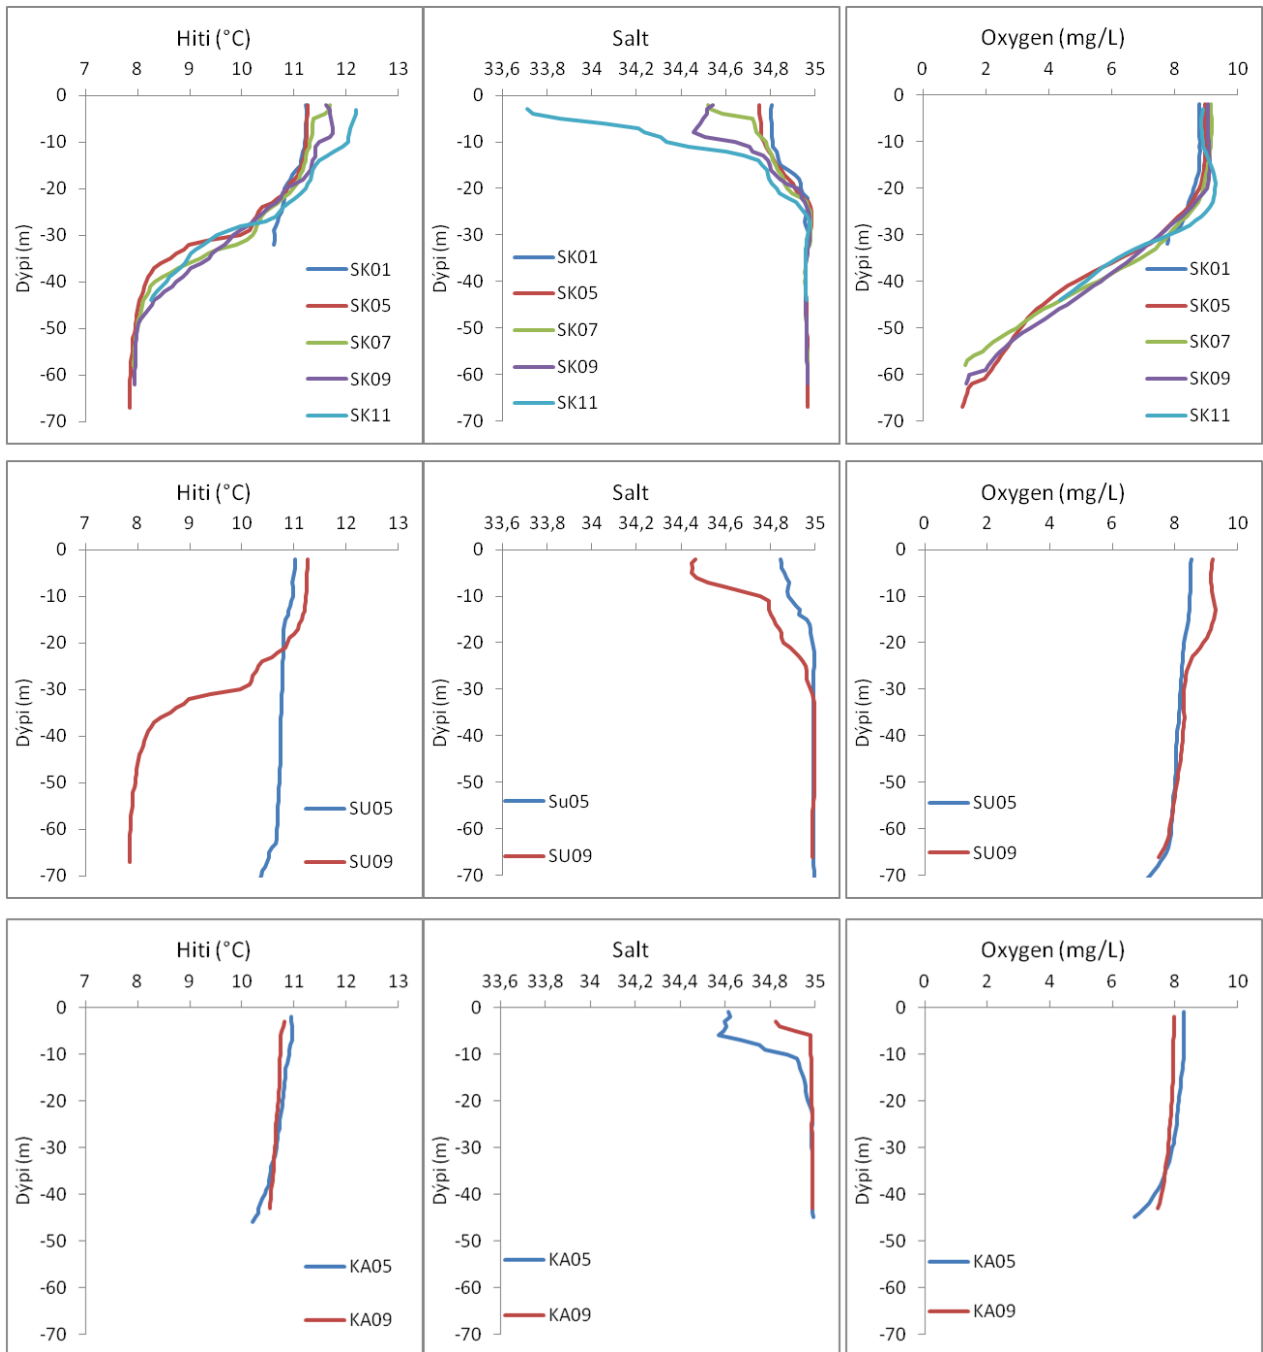 Hiti (°C)
7 8 9 10 11 12 13
0
-10
-20
-30
-40
-50
-60
-70
Dýpi (m)
SK01
SK05
SK07
SK09
SK11
Salt
33,6 33,8 34 34,2 34,4 34,6 34,8 35
0
-10
-20
-30
-40
-50
-60
-70
Dýpi (m)
SK01
SK05
SK07
SK09
SK11
Oxygen (mg/L)
0 2 4 6 8 10
0
-10
-20
-30
-40
-50
-60
-70
Dýpi (m)
SK01
SK05
SK07
SK09
SK11
Hiti (°C)
7 8 9 10 11 12 13
0
-10
-20
-30
-40
-50
-60
-70
Dýpi (m)
SU05
SU09
Salt
33,6 33,8 34 34,2 34,4 34,6 34,8 35
0
-10
-20
-30
-40
-50
-60
-70
Dýpi (m)
Su05
SU09
Oxygen (mg/L)
0 2 4 6 8 10
0
-10
-20
-30
-40
-50
-60
-70
Dýpi (m)
SU05
SU09
Hiti (°C)
7 8 9 10 11 12 13
0
-10
-20
-30
-40
-50
-60
-70
Dýpi (m)
KA05
KA09
Salt
33,6 33,8 34 34,2 34,4 34,6 34,8 35
0
-10
-20
-30
-40
-50
-60
-70
Dýpi (m)
KA05
KA09
Oxygen (mg/L)
0 2 4 6 8 10
0
-10
-20
-30
-40
-50
-60
-70
Dýpi (m)
KA05
KA09